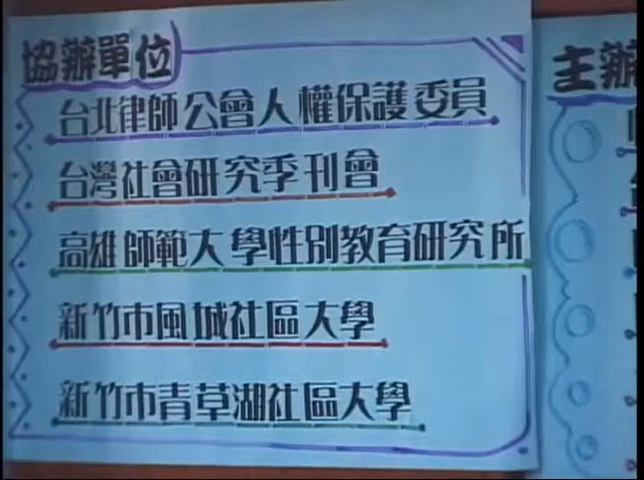 協辦單位
台北律師公會人權保護委員
台灣社會研究季刊會
高雄師範大學性別教育研究所
新竹市風城社區大學
新竹市青草湖社區大學
主辦